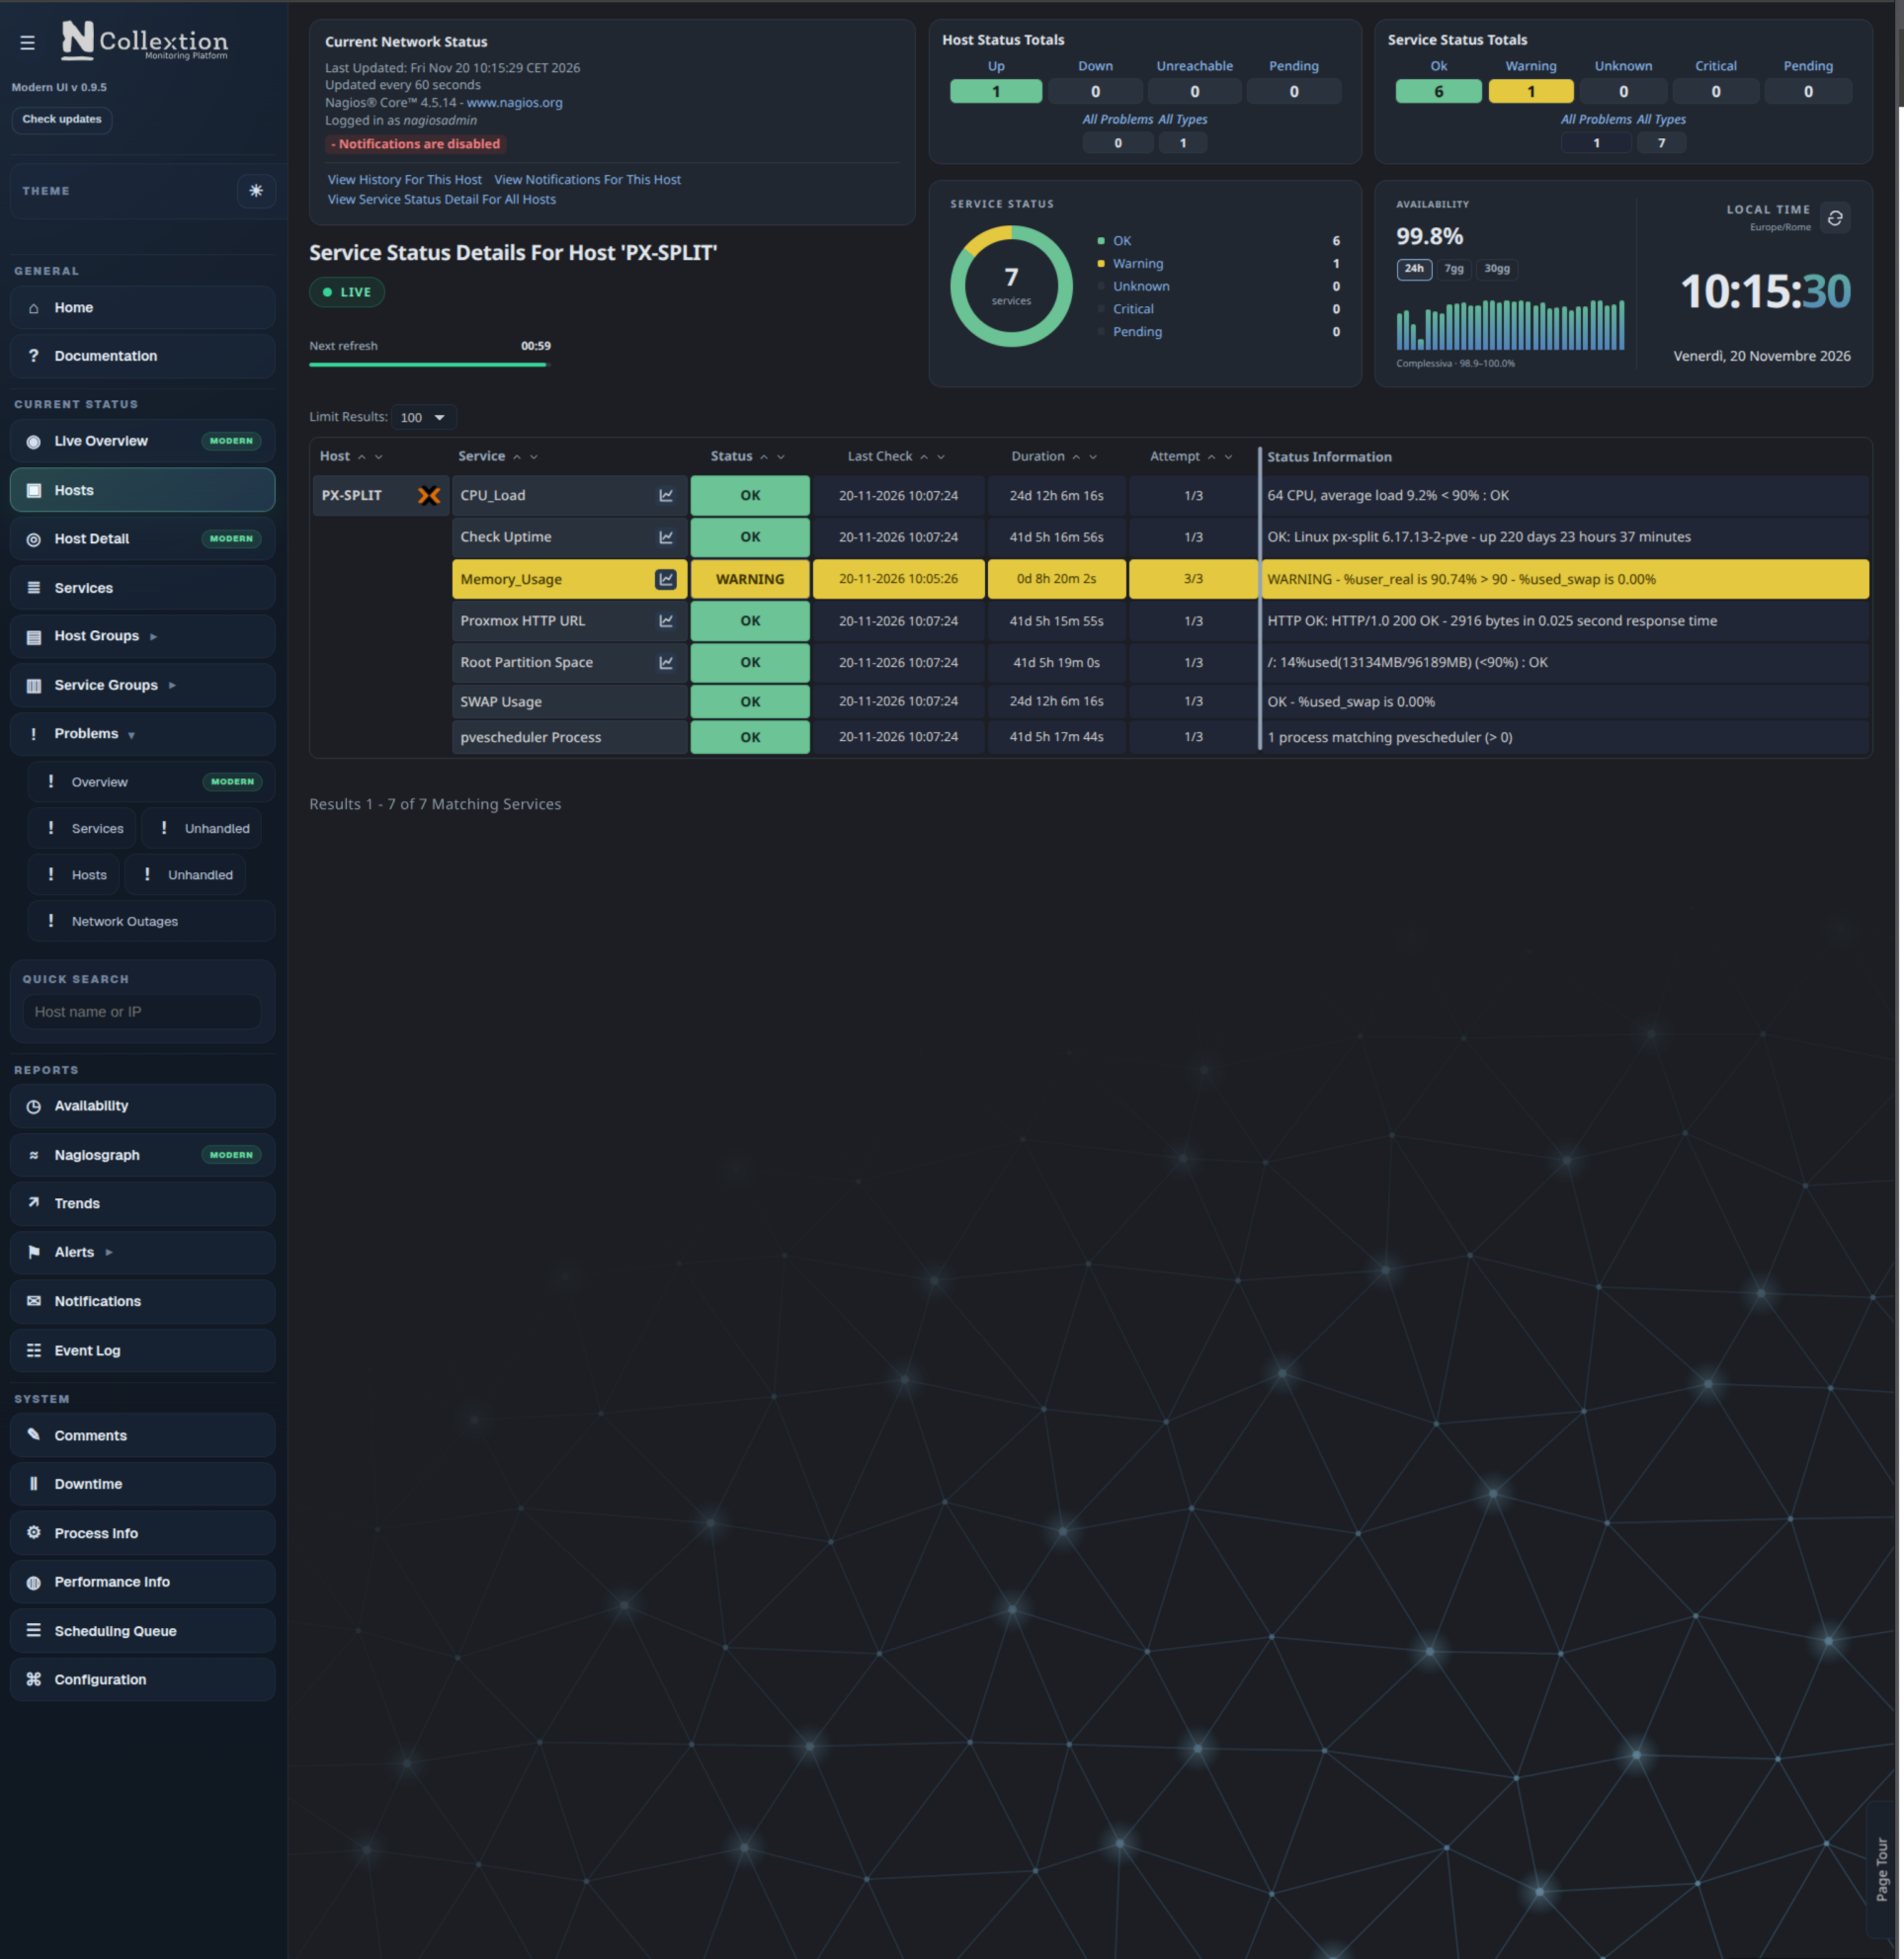 N Collextion
Monitoring Platform
Modern UI v 0.9.5
Check updates
THEME
GENERAL
Home
? Documentation
CURRENT STATUS
Live Overview MODERN
Hosts
Host Detail MODERN
Services
Host Groups
Service Groups
! Problems
! Overview MODERN
! Services ! Unhandled
! Hosts ! Unhandled
! Network Outages
QUICK SEARCH
Host name or IP
REPORTS
Availability
Nagiosgraph MODERN
Trends
Alerts
Notifications
Event Log
SYSTEM
Comments
Downtime
Process Info
Performance Info
Scheduling Queue
Configuration
Current Network Status
Last Updated: Fri Nov 20 10:15:29 CET 2026
Updated every 60 seconds
Nagios® Core™ 4.5.14 - www.nagios.org
Logged in as nagiosadmin
- Notifications are disabled
View History For This Host View Notifications For This Host
View Service Status Detail For All Hosts
Host Status Totals
Up Down Unreachable Pending
1 0 0 0
All Problems All Types
0 1
Service Status Totals
Ok Warning Unknown Critical Pending
6 1 0 0 0
All Problems All Types
1 7
Service Status Details For Host 'PX-SPLIT'
LIVE
Next refresh 00:59
SERVICE STATUS
7
services
OK 6
Warning 1
Unknown 0
Critical 0
Pending 0
AVAILABILITY
99.8%
24h 7gg 30gg
Complessiva · 98.9–100.0%
LOCAL TIME
Europe/Rome
10:15:30
Venerdì, 20 Novembre 2026
Limit Results: 100
Host Service Status Last Check Duration Attempt Status Information
PX-SPLIT CPU_Load OK 20-11-2026 10:07:24 24d 12h 6m 16s 1/3 64 CPU, average load 9.2% < 90% : OK
Check Uptime OK 20-11-2026 10:07:24 41d 5h 16m 56s 1/3 OK: Linux px-split 6.17.13-2-pve - up 220 days 23 hours 37 minutes
Memory_Usage WARNING 20-11-2026 10:05:26 0d 8h 20m 2s 3/3 WARNING - %user_real is 90.74% > 90 - %used_swap is 0.00%
Proxmox HTTP URL OK 20-11-2026 10:07:24 41d 5h 15m 55s 1/3 HTTP OK: HTTP/1.0 200 OK - 2916 bytes in 0.025 second response time
Root Partition Space OK 20-11-2026 10:07:24 41d 5h 19m 0s 1/3 /: 14%used(13134MB/96189MB) (<90%) : OK
SWAP Usage OK 20-11-2026 10:07:24 24d 12h 6m 16s 1/3 OK - %used_swap is 0.00%
pvescheduler Process OK 20-11-2026 10:07:24 41d 5h 17m 44s 1/3 1 process matching pvescheduler (> 0)
Results 1 - 7 of 7 Matching Services
Page Tour